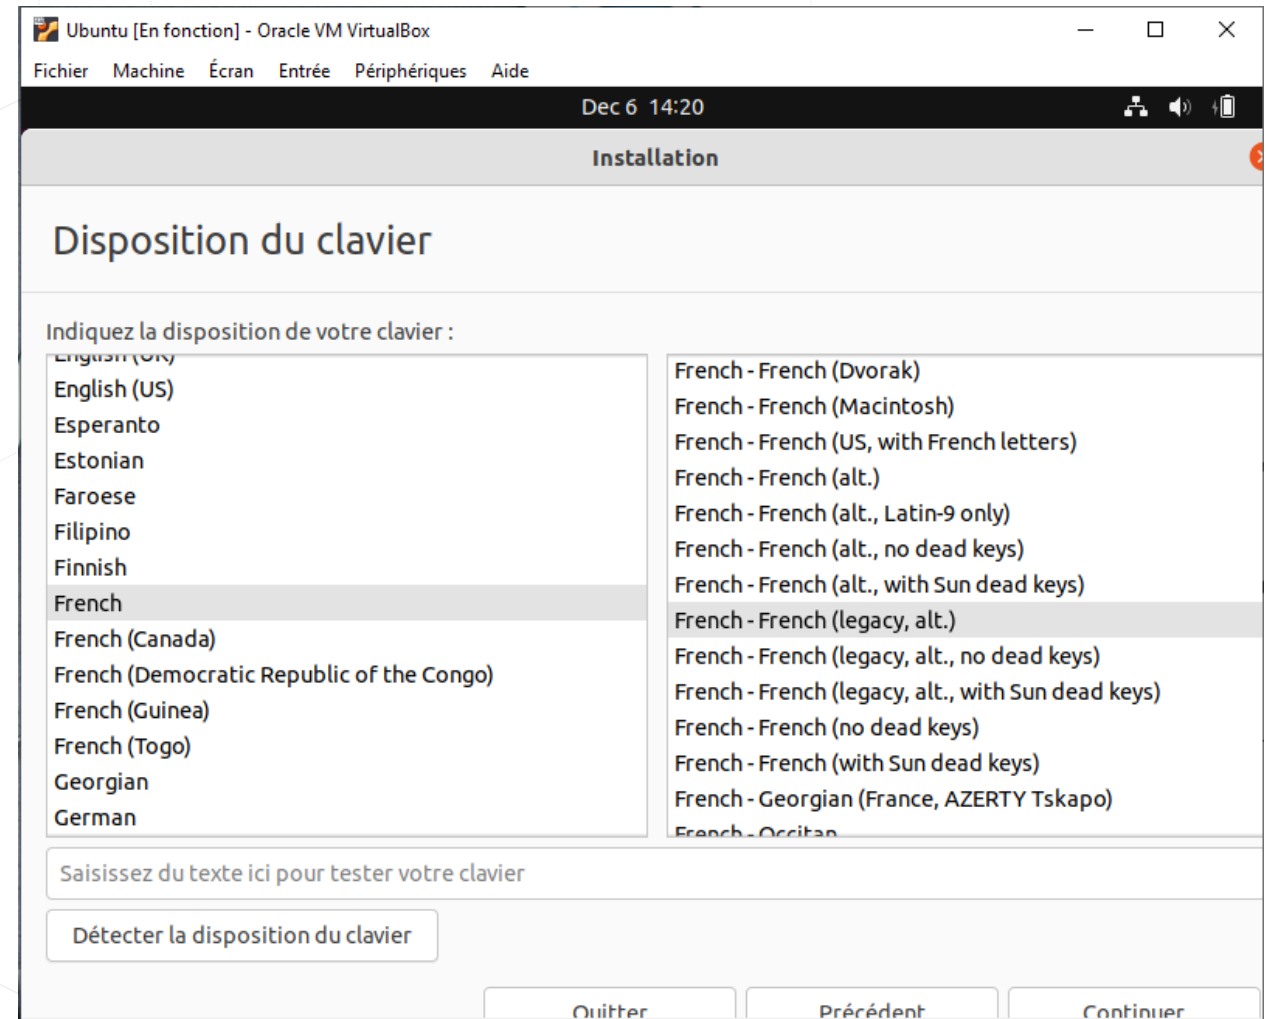 Ubuntu [En fonction] - Oracle VM VirtualBox
Fichier Machine Écran Entrée Périphériques Aide
Dec 6 14:20
Installation
Disposition du clavier
Indiquez la disposition de votre clavier :
English (UK)
English (US)
Esperanto
Estonian
Faroese
Filipino
Finnish
French
French (Canada)
French (Democratic Republic of the Congo)
French (Guinea)
French (Togo)
Georgian
German
French - French (Dvorak)
French - French (Macintosh)
French - French (US, with French letters)
French - French (alt.)
French - French (alt., Latin-9 only)
French - French (alt., no dead keys)
French - French (alt., with Sun dead keys)
French - French (legacy, alt.)
French - French (legacy, alt., no dead keys)
French - French (legacy, alt., with Sun dead keys)
French - French (no dead keys)
French - French (with Sun dead keys)
French - Georgian (France, AZERTY Tskapo)
French - Occitan
Saisissez du texte ici pour tester votre clavier
Détecter la disposition du clavier
Quitter Précédent Continuer